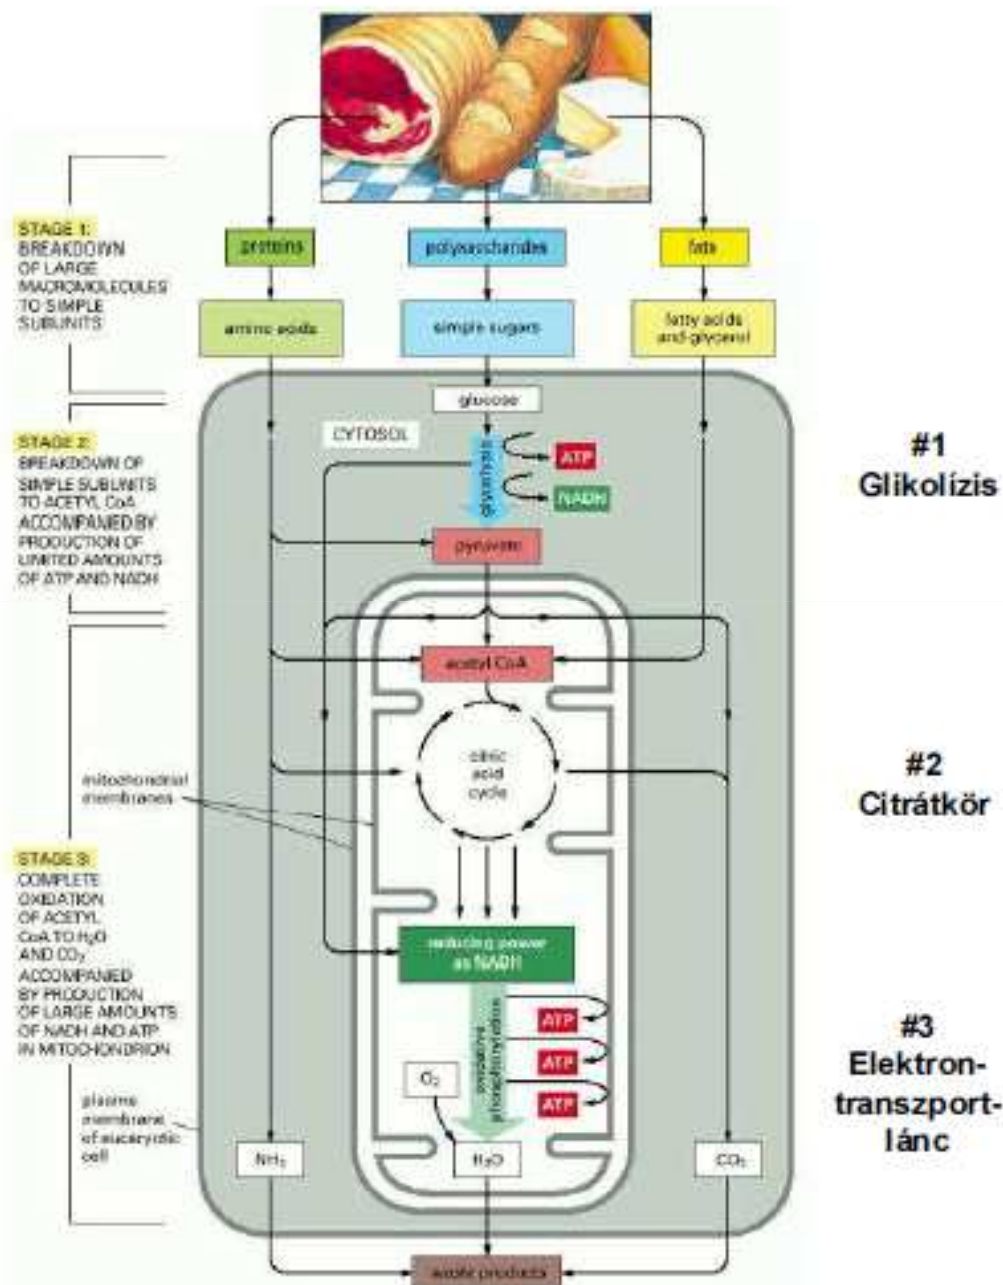 STAGE 1:
BREAKDOWN
OF LARGE
MACROMOLECULES
TO SIMPLE
SUBUNITS
proteins
polysaccharides
fats
amino acids
simple sugars
fatty acids
and glycerol
STAGE 2:
BREAKDOWN OF
SIMPLE SUBUNITS
TO ACETYL CoA
ACCOMPANIED BY
PRODUCTION OF
LIMITED AMOUNTS
OF ATP AND NADH
glucose
CYTOSOL
glycolysis
ATP
NADH
pyruvate
#1
Glikolízis
acetyl CoA
citric
acid
cycle
mitochondrial
membranes
#2
Citrátkör
STAGE 3:
COMPLETE
OXIDATION
OF ACETYL
CoA TO H₂O
AND CO₂
ACCOMPANIED
BY PRODUCTION
OF LARGE AMOUNTS
OF NADH AND ATP
IN MITOCHONDRION
reducing power
as NADH
oxidative
phosphorylation
ATP
ATP
ATP
O₂
#3
Elektron-
transzport-
lánc
plasma
membrane
of eucaryotic
cell
NH₃
H₂O
CO₂
waste products